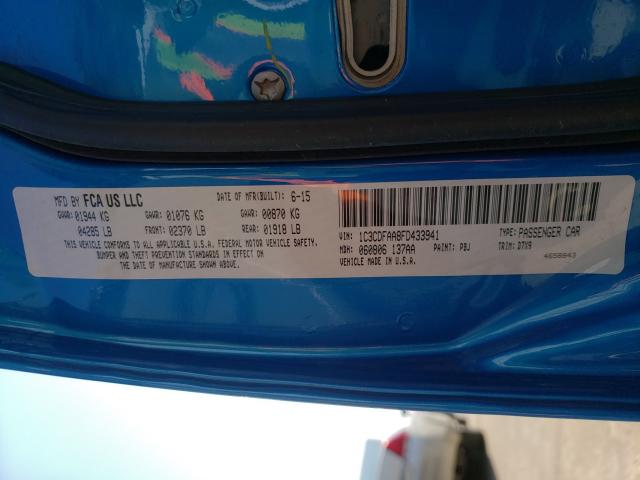 MFD BY FCA US LLC DATE OF MFR(BUILT): 6-15
GVWR: 01944 KG GAWR: 01076 KG GAWR: 00870 KG
04285 LB FRONT: 02370 LB REAR: 01918 LB
THIS VEHICLE CONFORMS TO ALL APPLICABLE U.S.A. FEDERAL MOTOR VEHICLE SAFETY,
BUMPER, AND THEFT PREVENTION STANDARDS IN EFFECT ON THE
DATE OF MANUFACTURE SHOWN ABOVE.
VIN: 1C3CDFAA8FD433941 TYPE: PASSENGER CAR
MDH: 060806 137AA PAINT: PBJ TRIM: DTX9
VEHICLE MADE IN U.S.A. 4658843